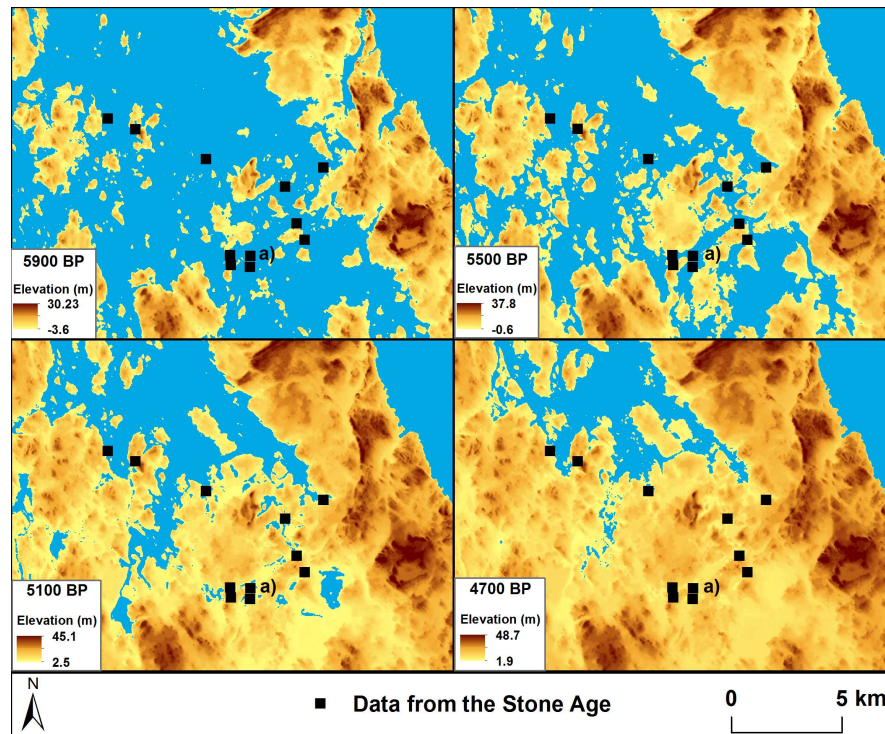 a)
5900 BP
Elevation (m)
30.23
-3.6
a)
5500 BP
Elevation (m)
37.8
-0.6
a)
5100 BP
Elevation (m)
45.1
2.5
a)
4700 BP
Elevation (m)
48.7
1.9
N
Data from the Stone Age
0 5 km